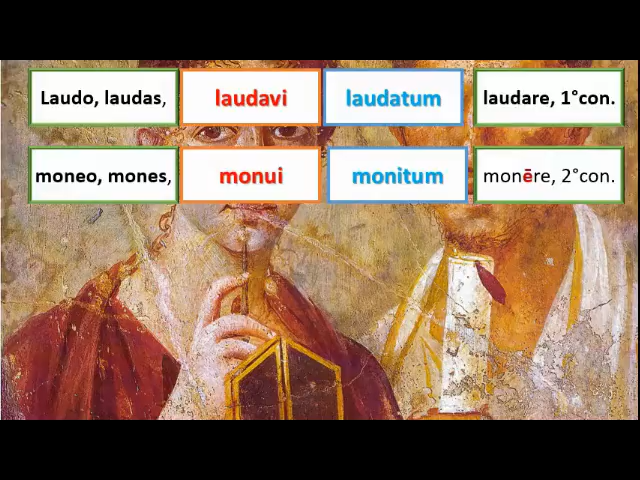 Laudo, laudas, laudavi laudatum laudare, 1°con.
moneo, mones, monui monitum monēre, 2°con.